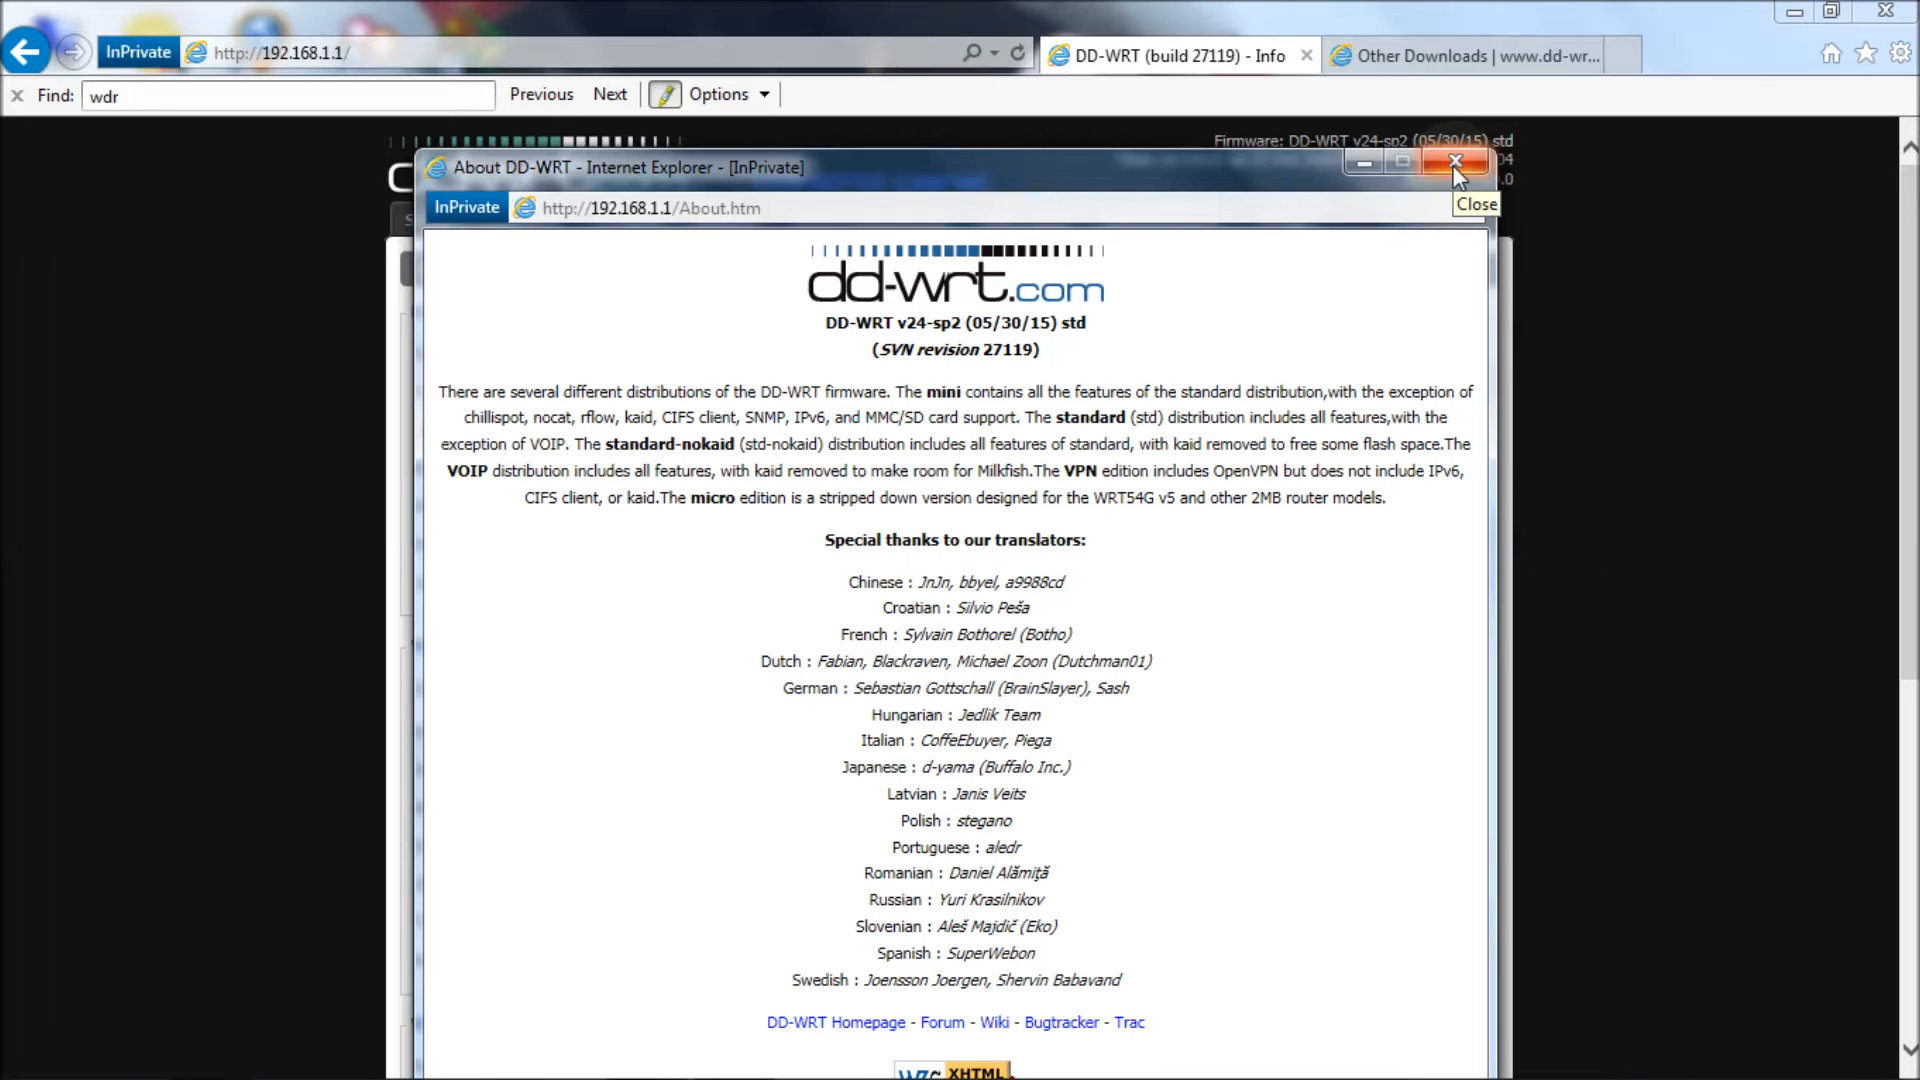 InPrivate http://192.168.1.1/ DD-WRT (build 27119) - Info Other Downloads | www.dd-wr...
Find: wdr Previous Next Options
Firmware: DD-WRT v24-sp2 (05/30/15) std
About DD-WRT - Internet Explorer - [InPrivate]
InPrivate http://192.168.1.1/About.htm
Close
dd-wrt.com
DD-WRT v24-sp2 (05/30/15) std
(SVN revision 27119)
There are several different distributions of the DD-WRT firmware. The mini contains all the features of the standard distribution,with the exception of
chillispot, nocat, rflow, kaid, CIFS client, SNMP, IPv6, and MMC/SD card support. The standard (std) distribution includes all features,with the
exception of VOIP. The standard-nokaid (std-nokaid) distribution includes all features of standard, with kaid removed to free some flash space.The
VOIP distribution includes all features, with kaid removed to make room for Milkfish.The VPN edition includes OpenVPN but does not include IPv6,
CIFS client, or kaid.The micro edition is a stripped down version designed for the WRT54G v5 and other 2MB router models.
Special thanks to our translators:
Chinese : JnJn, bbyel, a9988cd
Croatian : Silvio Peša
French : Sylvain Bothorel (Botho)
Dutch : Fabian, Blackraven, Michael Zoon (Dutchman01)
German : Sebastian Gottschall (BrainSlayer), Sash
Hungarian : Jedlik Team
Italian : CoffeEbuyer, Piega
Japanese : d-yama (Buffalo Inc.)
Latvian : Janis Veits
Polish : stegano
Portuguese : aledr
Romanian : Daniel Alămiţă
Russian : Yuri Krasilnikov
Slovenian : Aleš Majdič (Eko)
Spanish : SuperWebon
Swedish : Joensson Joergen, Shervin Babavand
DD-WRT Homepage - Forum - Wiki - Bugtracker - Trac
W3C XHTML